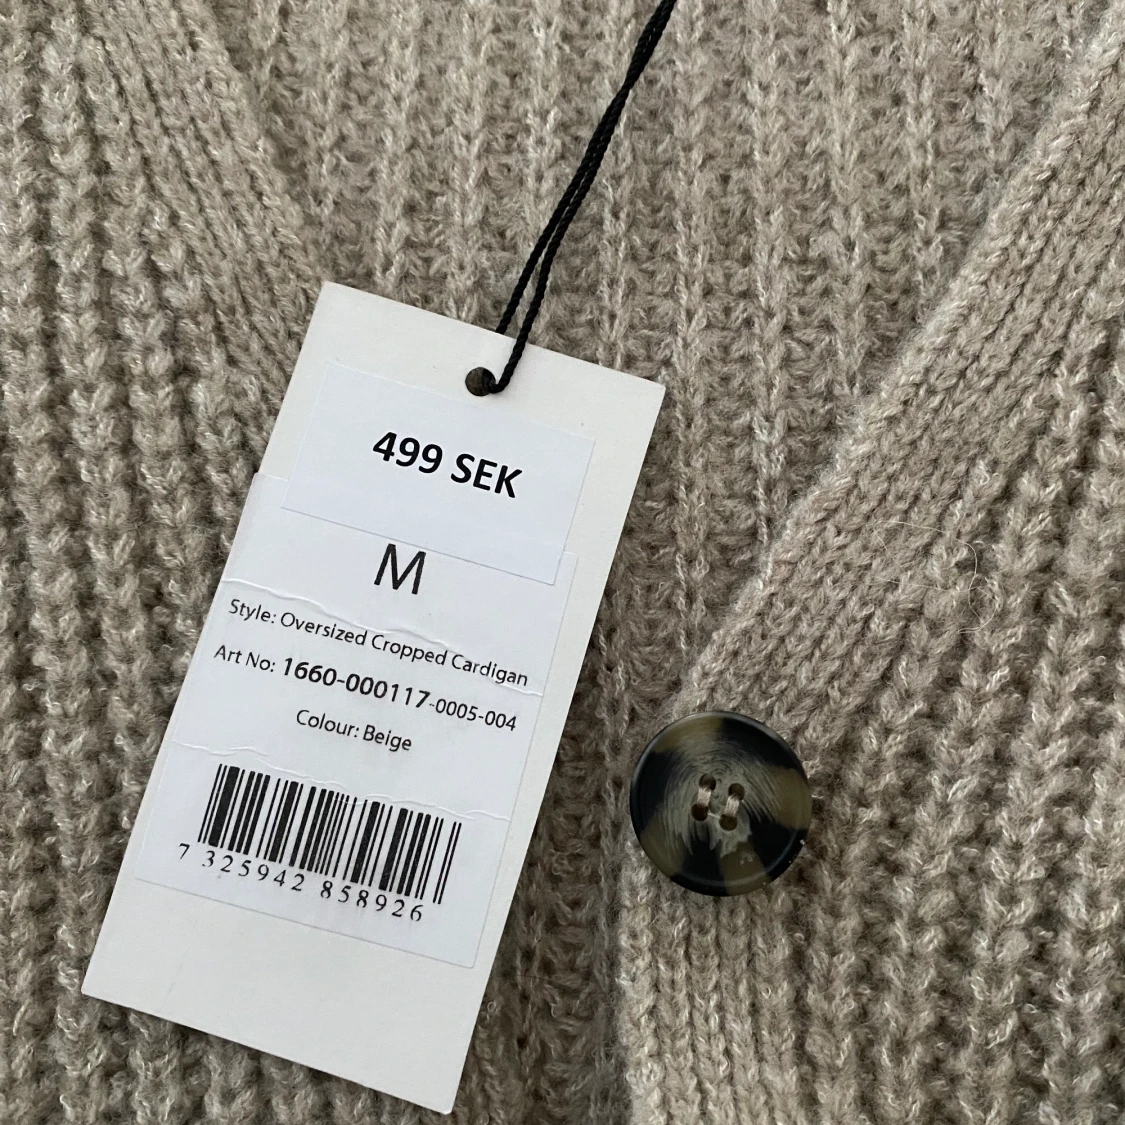 499 SEK
M
Style: Oversized Cropped Cardigan
Art No: 1660-000117-0005-004
Colour: Beige
7 325942 858926